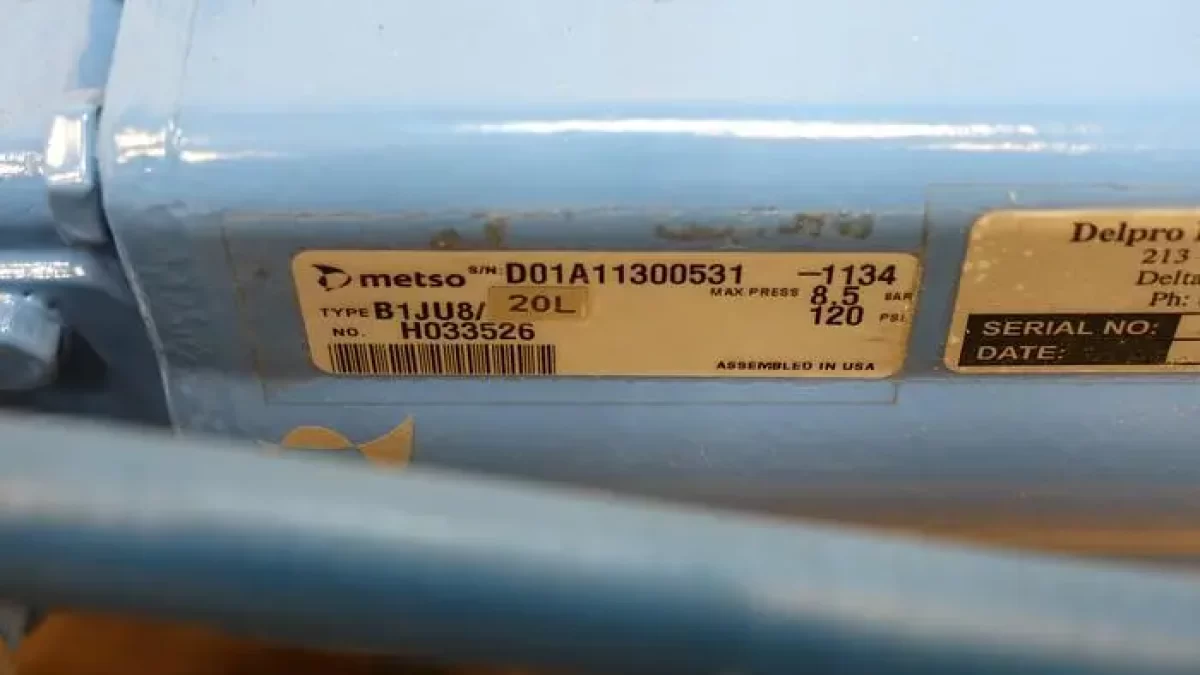 metso S/N: D01A11300531 -1134
MAX.PRESS 8,5 BAR
TYPE B1JU8/ 20L 120 PSI
NO. H033526
ASSEMBLED IN USA
Delpro
213
Delta
Ph:
SERIAL NO:
DATE: